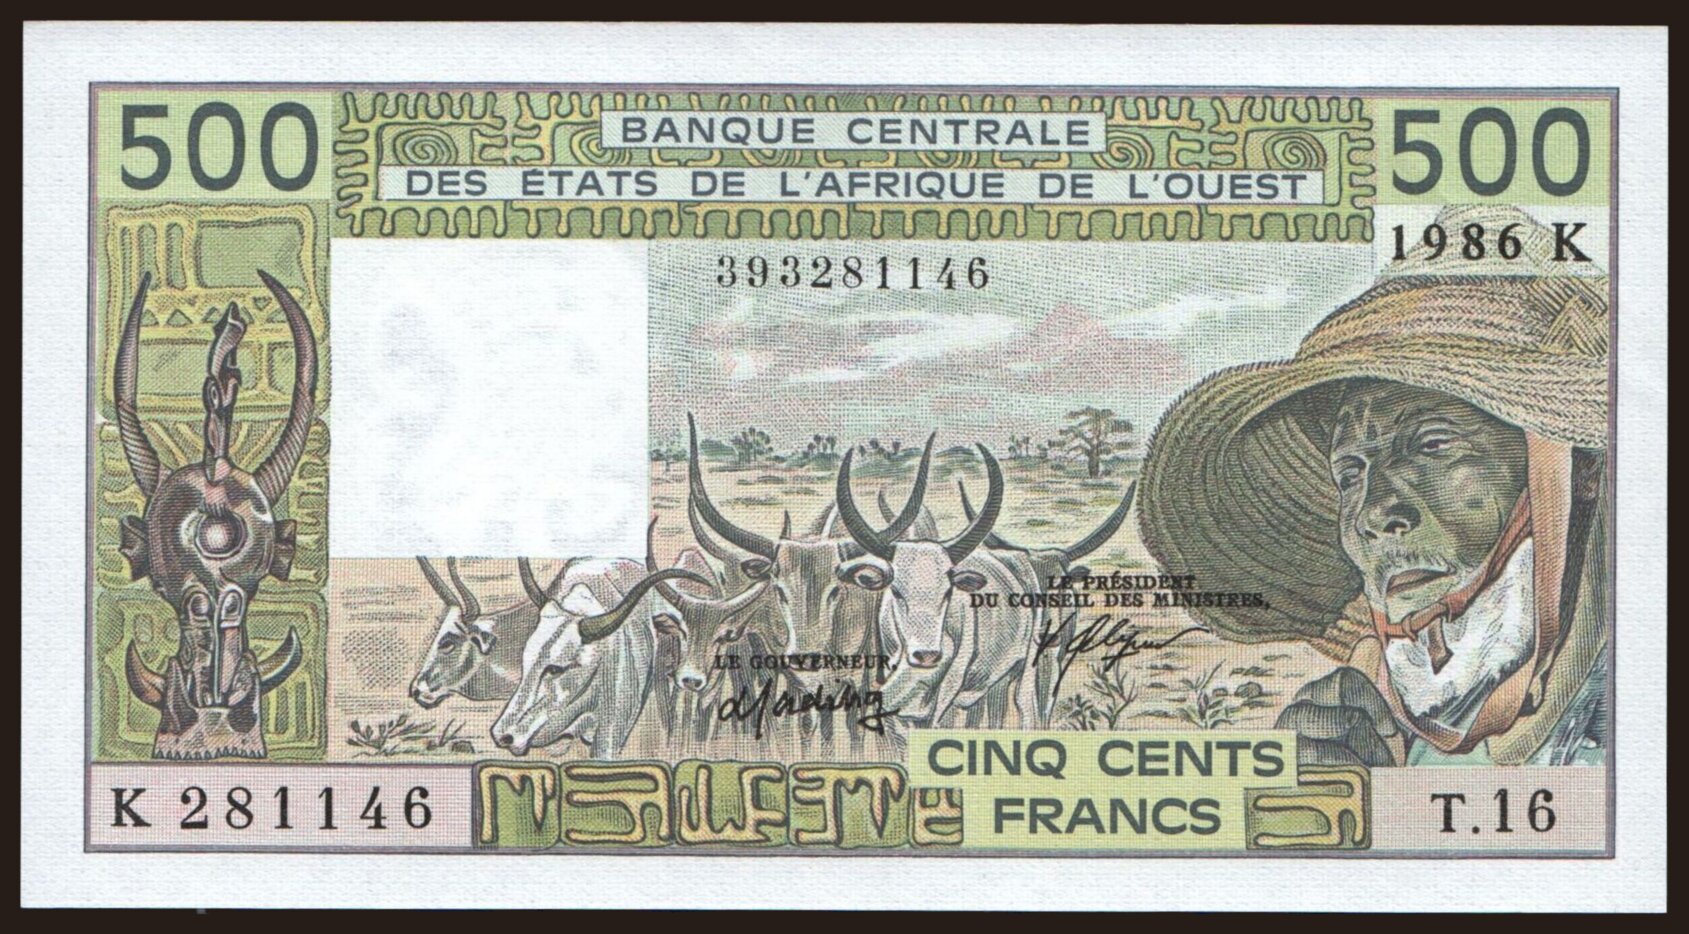 500
BANQUE CENTRALE
DES ÉTATS DE L'AFRIQUE DE L'OUEST
500
1986 K
393281146
LE PRÉSIDENT
DU CONSEIL DES MINISTRES,
LE GOUVERNEUR,
CINQ CENTS
FRANCS
K 281146
T.16